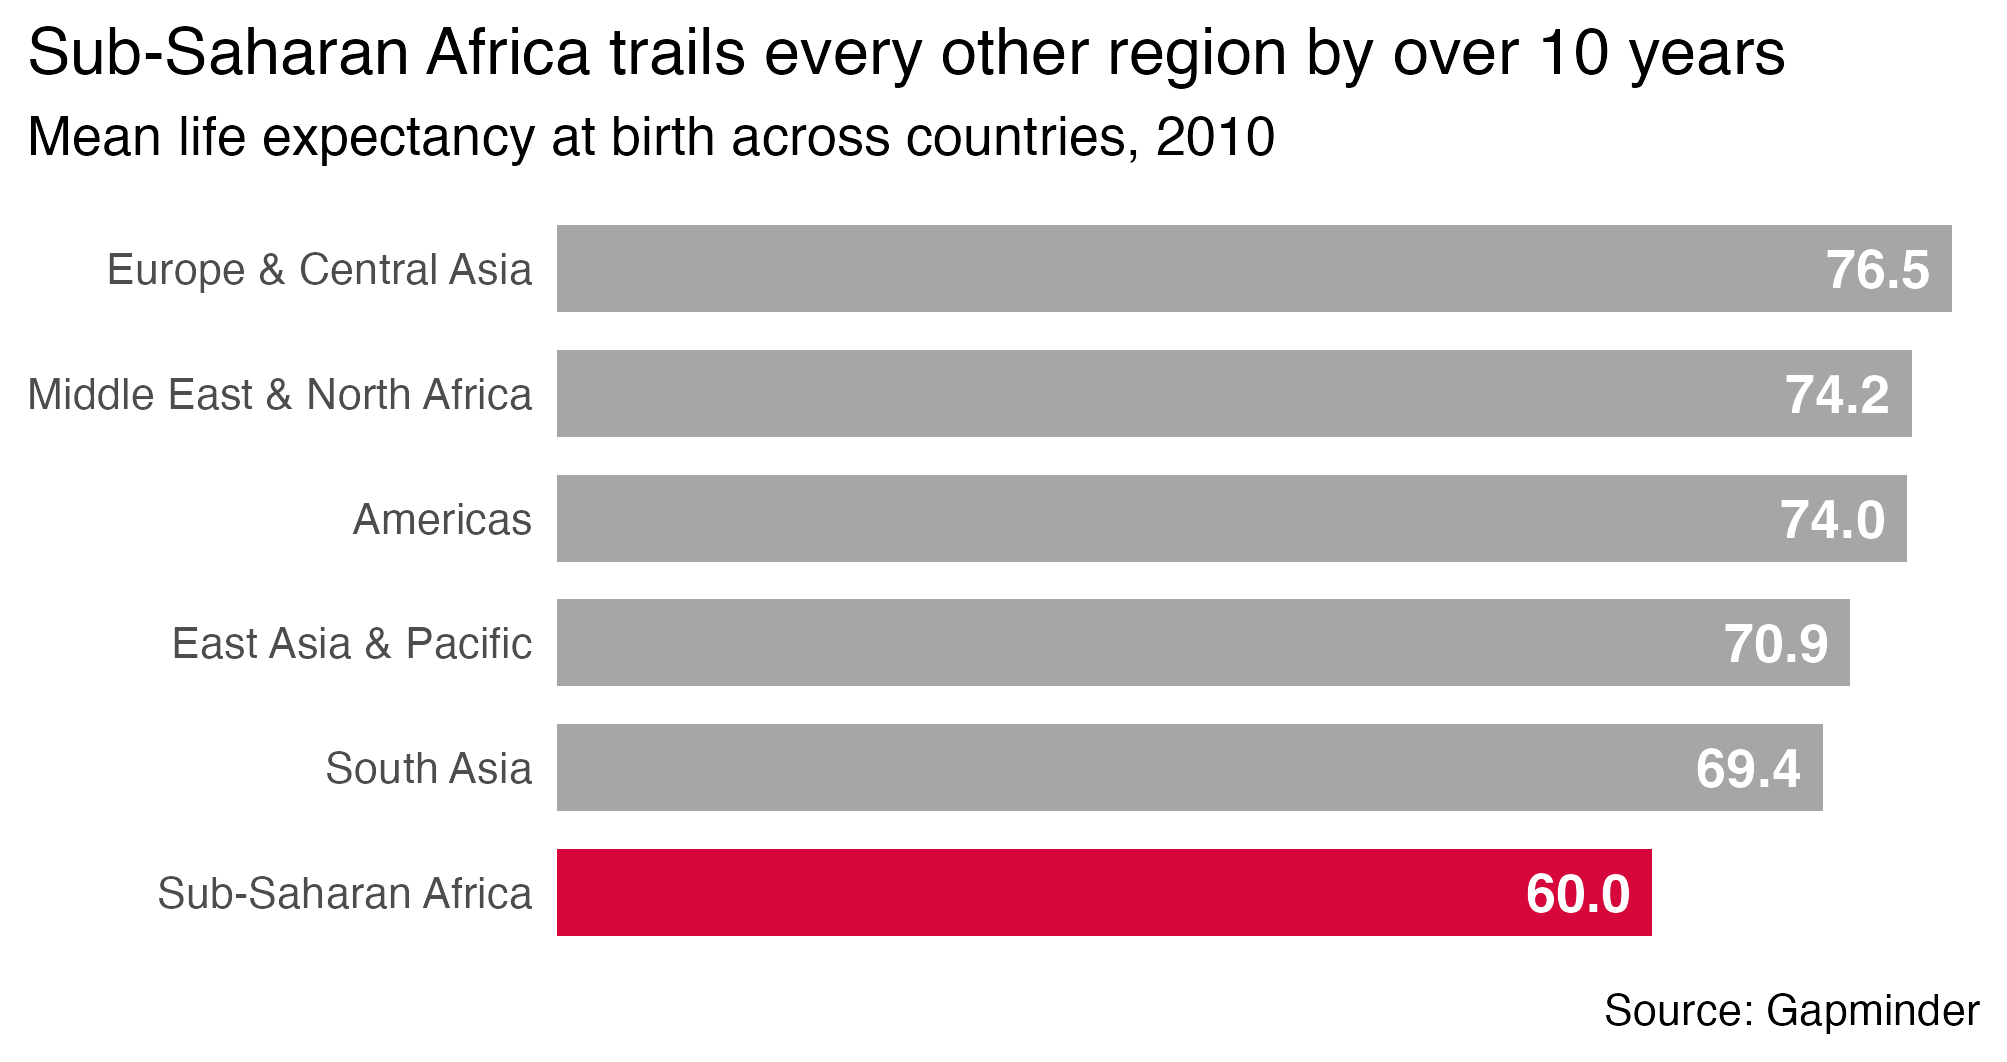 Sub-Saharan Africa trails every other region by over 10 years
Mean life expectancy at birth across countries, 2010
Europe & Central Asia 76.5
Middle East & North Africa 74.2
Americas 74.0
East Asia & Pacific 70.9
South Asia 69.4
Sub-Saharan Africa 60.0
Source: Gapminder